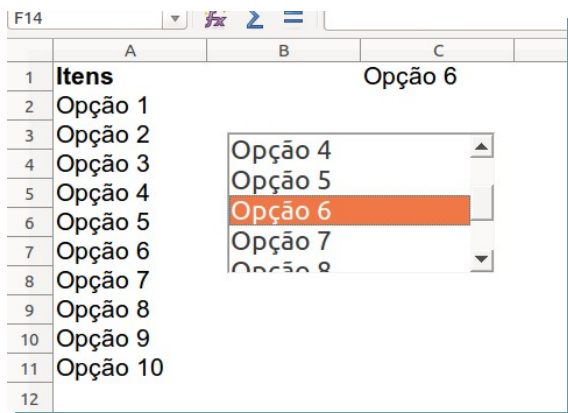 F14
A B C
1 Itens Opção 6
2 Opção 1
3 Opção 2
4 Opção 3
5 Opção 4
6 Opção 5
7 Opção 6
8 Opção 7
9 Opção 8
10 Opção 9
11 Opção 10
12
Opção 4
Opção 5
Opção 6
Opção 7
Opção 8